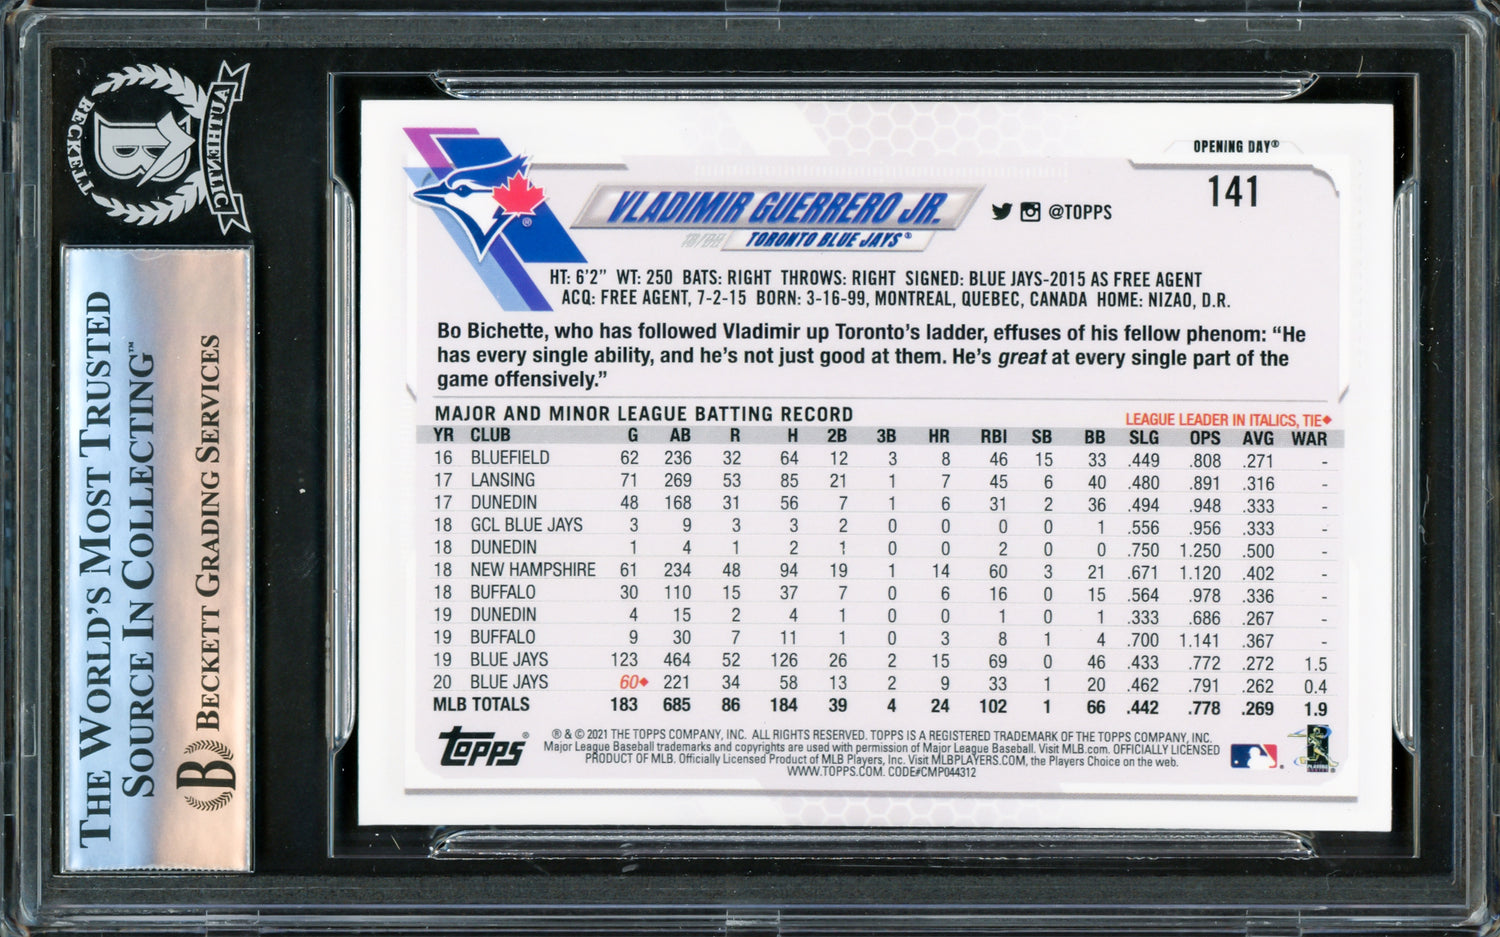 BECKETT
AUTHENTIC
B
THE WORLD'S MOST TRUSTED
SOURCE IN COLLECTING™
BECKETT GRADING SERVICES
B
OPENING DAY®
141
VLADIMIR GUERRERO JR.
@TOPPS
TORONTO BLUE JAYS®
HT: 6'2" WT: 250 BATS: RIGHT THROWS: RIGHT SIGNED: BLUE JAYS-2015 AS FREE AGENT
ACQ: FREE AGENT, 7-2-15 BORN: 3-16-99, MONTREAL, QUEBEC, CANADA HOME: NIZAO, D.R.
Bo Bichette, who has followed Vladimir up Toronto's ladder, effuses of his fellow phenom: "He
has every single ability, and he's not just good at them. He's great at every single part of the
game offensively."
MAJOR AND MINOR LEAGUE BATTING RECORD
LEAGUE LEADER IN ITALICS, TIE◆
YR CLUB G AB R H 2B 3B HR RBI SB BB SLG OPS AVG WAR
16 BLUEFIELD 62 236 32 64 12 3 8 46 15 33 .449 .808 .271 -
17 LANSING 71 269 53 85 21 1 7 45 6 40 .480 .891 .316 -
17 DUNEDIN 48 168 31 56 7 1 6 31 2 36 .494 .948 .333 -
18 GCL BLUE JAYS 3 9 3 3 2 0 0 0 0 1 .556 .956 .333 -
18 DUNEDIN 1 4 1 2 1 0 0 2 0 0 .750 1.250 .500 -
18 NEW HAMPSHIRE 61 234 48 94 19 1 14 60 3 21 .671 1.120 .402 -
18 BUFFALO 30 110 15 37 7 0 6 16 0 15 .564 .978 .336 -
19 DUNEDIN 4 15 2 4 1 0 0 1 0 1 .333 .686 .267 -
19 BUFFALO 9 30 7 11 1 0 3 8 1 4 .700 1.141 .367 -
19 BLUE JAYS 123 464 52 126 26 2 15 69 0 46 .433 .772 .272 1.5
20 BLUE JAYS 60◆ 221 34 58 13 2 9 33 1 20 .462 .791 .262 0.4
MLB TOTALS 183 685 86 184 39 4 24 102 1 66 .442 .778 .269 1.9
TOPPS®
® & © 2021 THE TOPPS COMPANY, INC. ALL RIGHTS RESERVED. TOPPS IS A REGISTERED TRADEMARK OF THE TOPPS COMPANY, INC.
Major League Baseball trademarks and copyrights are used with permission of Major League Baseball. Visit MLB.com. OFFICIALLY LICENSED
PRODUCT OF MLB. Officially Licensed Product of MLB Players, Inc. Visit MLBPLAYERS.COM, the Players Choice on the web.
WWW.TOPPS.COM. CODE#CMP044312